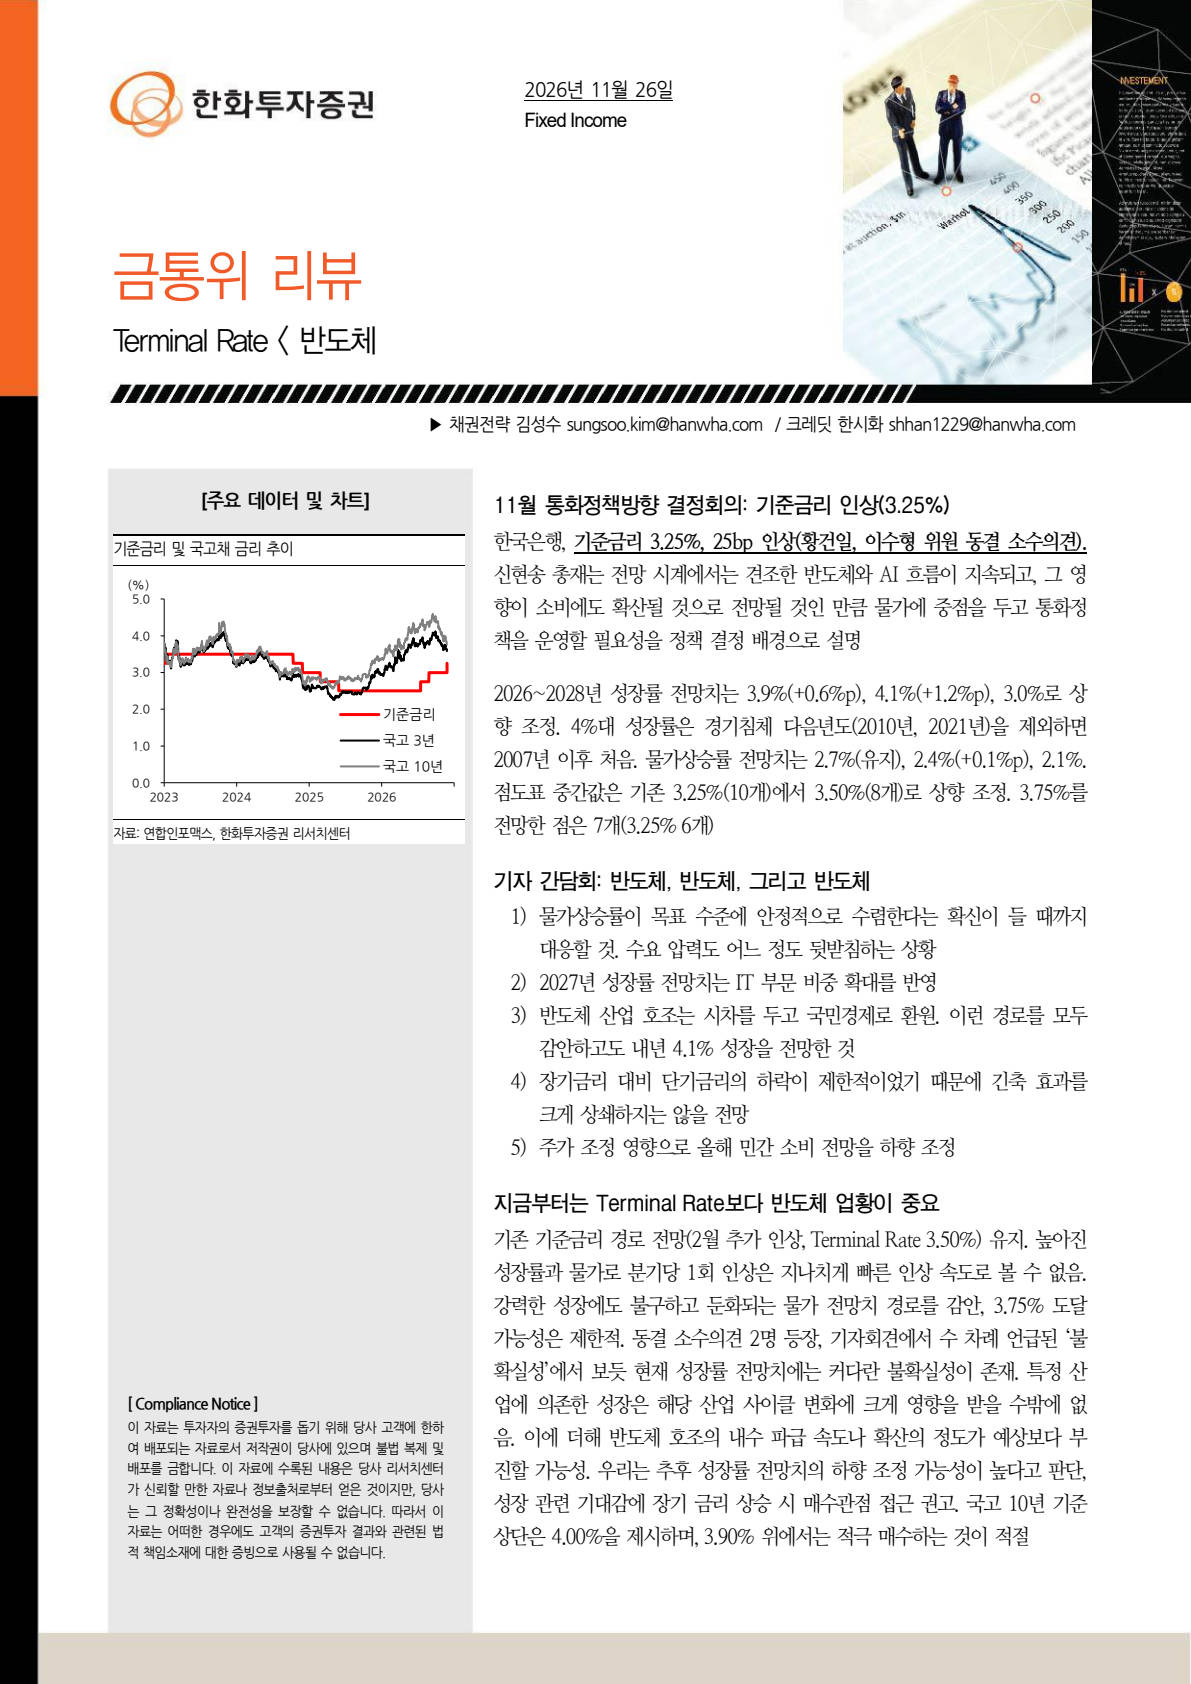 한화투자증권
2026년 11월 26일
Fixed Income
INVESTEMENT
Warhol
450
400
350
300
250
200
150
금통위 리뷰
Terminal Rate < 반도체
▶ 채권전략 김성수 sungsoo.kim@hanwha.com / 크레딧 한시화 shhan1229@hanwha.com
[주요 데이터 및 차트]
기준금리 및 국고채 금리 추이
(%)
5.0
4.0
3.0
2.0
1.0
0.0
2023 2024 2025 2026
기준금리
국고 3년
국고 10년
자료: 연합인포맥스, 한화투자증권 리서치센터
[ Compliance Notice ]
이 자료는 투자자의 증권투자를 돕기 위해 당사 고객에 한하
여 배포되는 자료로서 저작권이 당사에 있으며 불법 복제 및
배포를 금합니다. 이 자료에 수록된 내용은 당사 리서치센터
가 신뢰할 만한 자료나 정보출처로부터 얻은 것이지만, 당사
는 그 정확성이나 완전성을 보장할 수 없습니다. 따라서 이
자료는 어떠한 경우에도 고객의 증권투자 결과와 관련된 법
적 책임소재에 대한 증빙으로 사용될 수 없습니다.
11월 통화정책방향 결정회의: 기준금리 인상(3.25%)
한국은행, 기준금리 3.25%, 25bp 인상(황건일, 이수형 위원 동결 소수의견).
신현송 총재는 전망 시계에서는 견조한 반도체와 AI 흐름이 지속되고, 그 영
향이 소비에도 확산될 것으로 전망될 것인 만큼 물가에 중점을 두고 통화정
책을 운영할 필요성을 정책 결정 배경으로 설명
2026~2028년 성장률 전망치는 3.9%(+0.6%p), 4.1%(+1.2%p), 3.0%로 상
향 조정. 4%대 성장률은 경기침체 다음년도(2010년, 2021년)을 제외하면
2007년 이후 처음. 물가상승률 전망치는 2.7%(유지), 2.4%(+0.1%p), 2.1%.
점도표 중간값은 기존 3.25%(10개)에서 3.50%(8개)로 상향 조정. 3.75%를
전망한 점은 7개(3.25% 6개)
기자 간담회: 반도체, 반도체, 그리고 반도체
1) 물가상승률이 목표 수준에 안정적으로 수렴한다는 확신이 들 때까지
대응할 것. 수요 압력도 어느 정도 뒷받침하는 상황
2) 2027년 성장률 전망치는 IT 부문 비중 확대를 반영
3) 반도체 산업 호조는 시차를 두고 국민경제로 환원. 이런 경로를 모두
감안하고도 내년 4.1% 성장을 전망한 것
4) 장기금리 대비 단기금리의 하락이 제한적이었기 때문에 긴축 효과를
크게 상쇄하지는 않을 전망
5) 주가 조정 영향으로 올해 민간 소비 전망을 하향 조정
지금부터는 Terminal Rate보다 반도체 업황이 중요
기존 기준금리 경로 전망(2월 추가 인상, Terminal Rate 3.50%) 유지. 높아진
성장률과 물가로 분기당 1회 인상은 지나치게 빠른 인상 속도로 볼 수 없음.
강력한 성장에도 불구하고 둔화되는 물가 전망치 경로를 감안, 3.75% 도달
가능성은 제한적. 동결 소수의견 2명 등장, 기자회견에서 수 차례 언급된 ‘불
확실성’에서 보듯 현재 성장률 전망치에는 커다란 불확실성이 존재. 특정 산
업에 의존한 성장은 해당 산업 사이클 변화에 크게 영향을 받을 수밖에 없
음. 이에 더해 반도체 호조의 내수 파급 속도나 확산의 정도가 예상보다 부
진할 가능성. 우리는 추후 성장률 전망치의 하향 조정 가능성이 높다고 판단,
성장 관련 기대감에 장기 금리 상승 시 매수관점 접근 권고. 국고 10년 기준
상단은 4.00%을 제시하며, 3.90% 위에서는 적극 매수하는 것이 적절